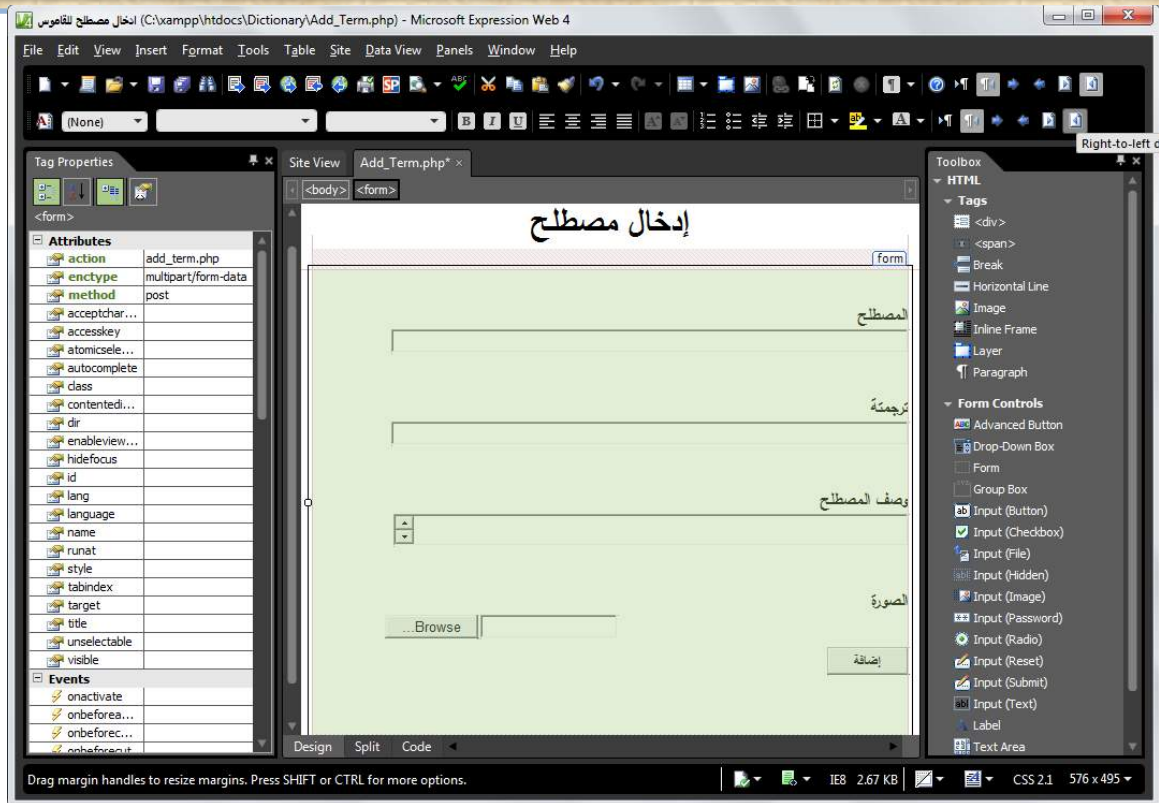 ادخال مصطلح للقاموس (C:\xampp\htdocs\Dictionary\Add_Term.php) - Microsoft Expression Web 4
File Edit View Insert Format Tools Table Site Data View Panels Window Help
(None)
B I U
Right-to-left d
Tag Properties
<form>
Attributes
action add_term.php
enctype multipart/form-data
method post
acceptchar...
accesskey
atomicsele...
autocomplete
class
contentedi...
dir
enableview...
hidefocus
id
lang
language
name
runat
style
tabindex
target
title
unselectable
visible
Events
onactivate
onbeforea...
onbeforec...
onbeforecut
Site View Add_Term.php*
<body> <form>
إدخال مصطلح
form
المصطلح
ترجمتة
وصف المصطلح
الصورة
...Browse
إضافة
Design Split Code
Toolbox
HTML
Tags
<div>
<span>
Break
Horizontal Line
Image
Inline Frame
Layer
Paragraph
Form Controls
Advanced Button
Drop-Down Box
Form
Group Box
Input (Button)
Input (Checkbox)
Input (File)
Input (Hidden)
Input (Image)
Input (Password)
Input (Radio)
Input (Reset)
Input (Submit)
Input (Text)
Label
Text Area
Drag margin handles to resize margins. Press SHIFT or CTRL for more options. IE8 2.67 KB CSS 2.1 576 x 495